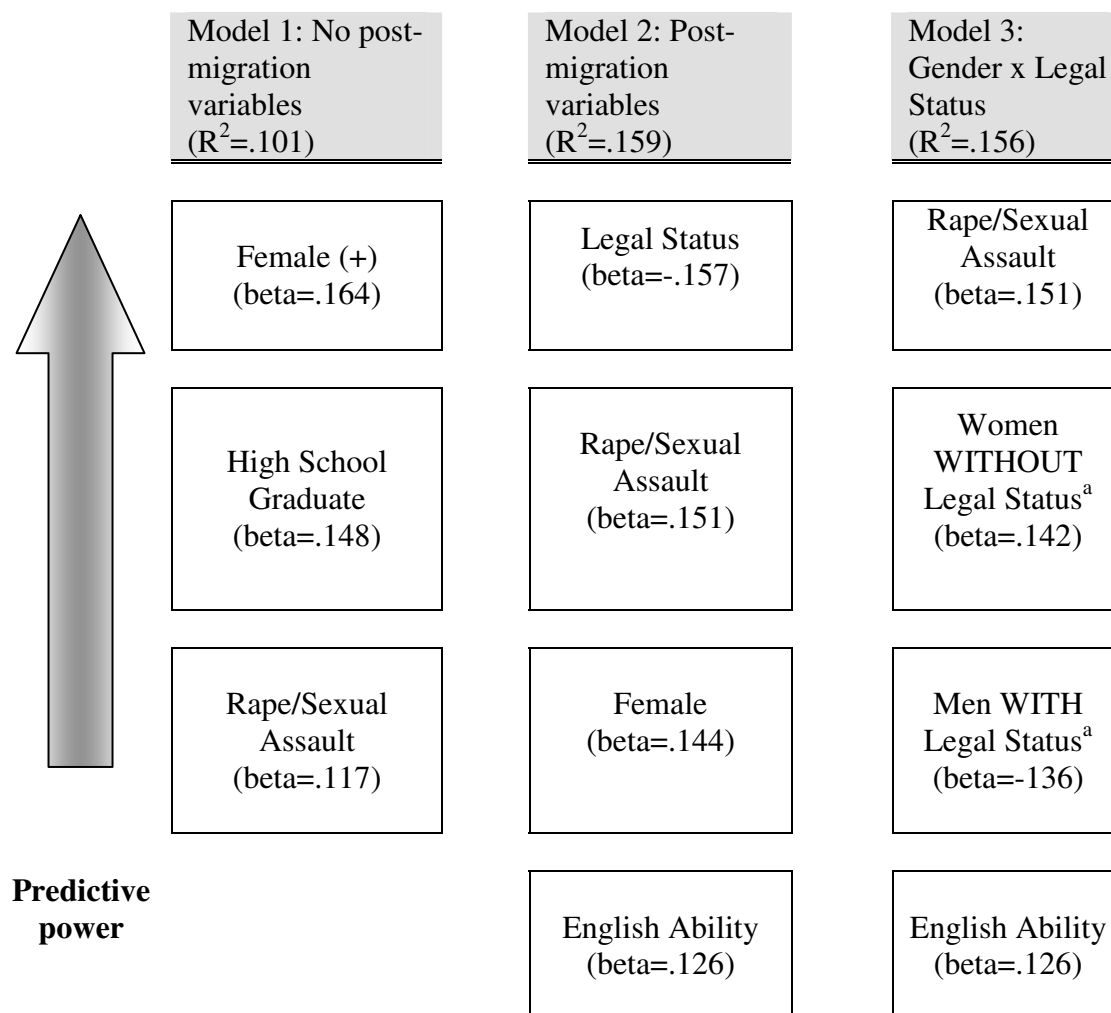 Model 1: No post-
migration
variables
(R²=.101)
Model 2: Post-
migration
variables
(R²=.159)
Model 3:
Gender x Legal
Status
(R²=.156)
Female (+)
(beta=.164)
Legal Status
(beta=-.157)
Rape/Sexual
Assault
(beta=.151)
High School
Graduate
(beta=.148)
Rape/Sexual
Assault
(beta=.151)
Women
WITHOUT
Legal Statusᵃ
(beta=.142)
Rape/Sexual
Assault
(beta=.117)
Female
(beta=.144)
Men WITH
Legal Statusᵃ
(beta=-136)
Predictive
power
English Ability
(beta=.126)
English Ability
(beta=.126)